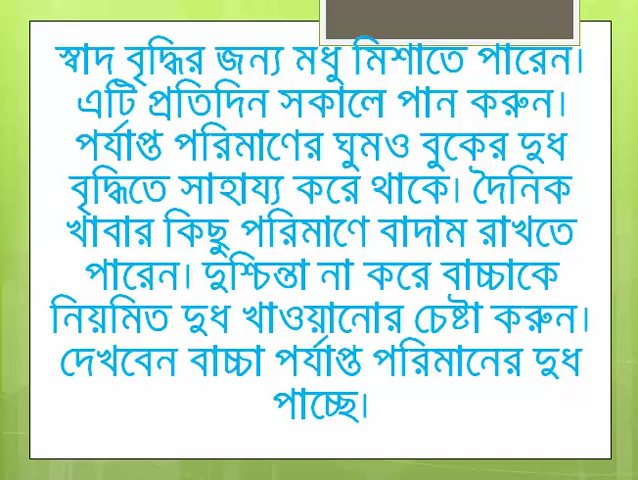 স্বাদ বৃদ্ধির জন্য মধু মিশাতে পারেন।
এটি প্রতিদিন সকালে পান করুন।
পর্যাপ্ত পরিমাণের ঘুমও বুকের দুধ
বৃদ্ধিতে সাহায্য করে থাকে। দৈনিক
খাবার কিছু পরিমাণে বাদাম রাখতে
পারেন। দুশ্চিন্তা না করে বাচ্চাকে
নিয়মিত দুধ খাওয়ানোর চেষ্টা করুন।
দেখবেন বাচ্চা পর্যাপ্ত পরিমানের দুধ
পাচ্ছে।